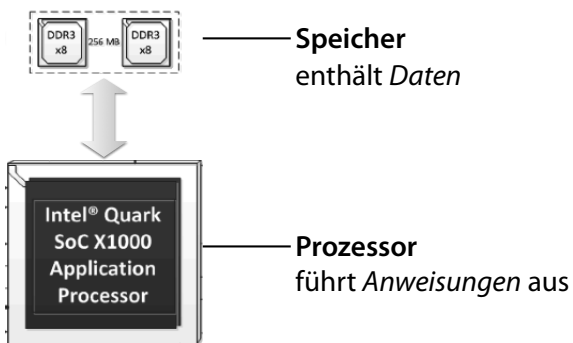 DDR3
x8
256 MB
DDR3
x8
Speicher
enthält Daten
Intel® Quark
SoC X1000
Application
Processor
Prozessor
führt Anweisungen aus